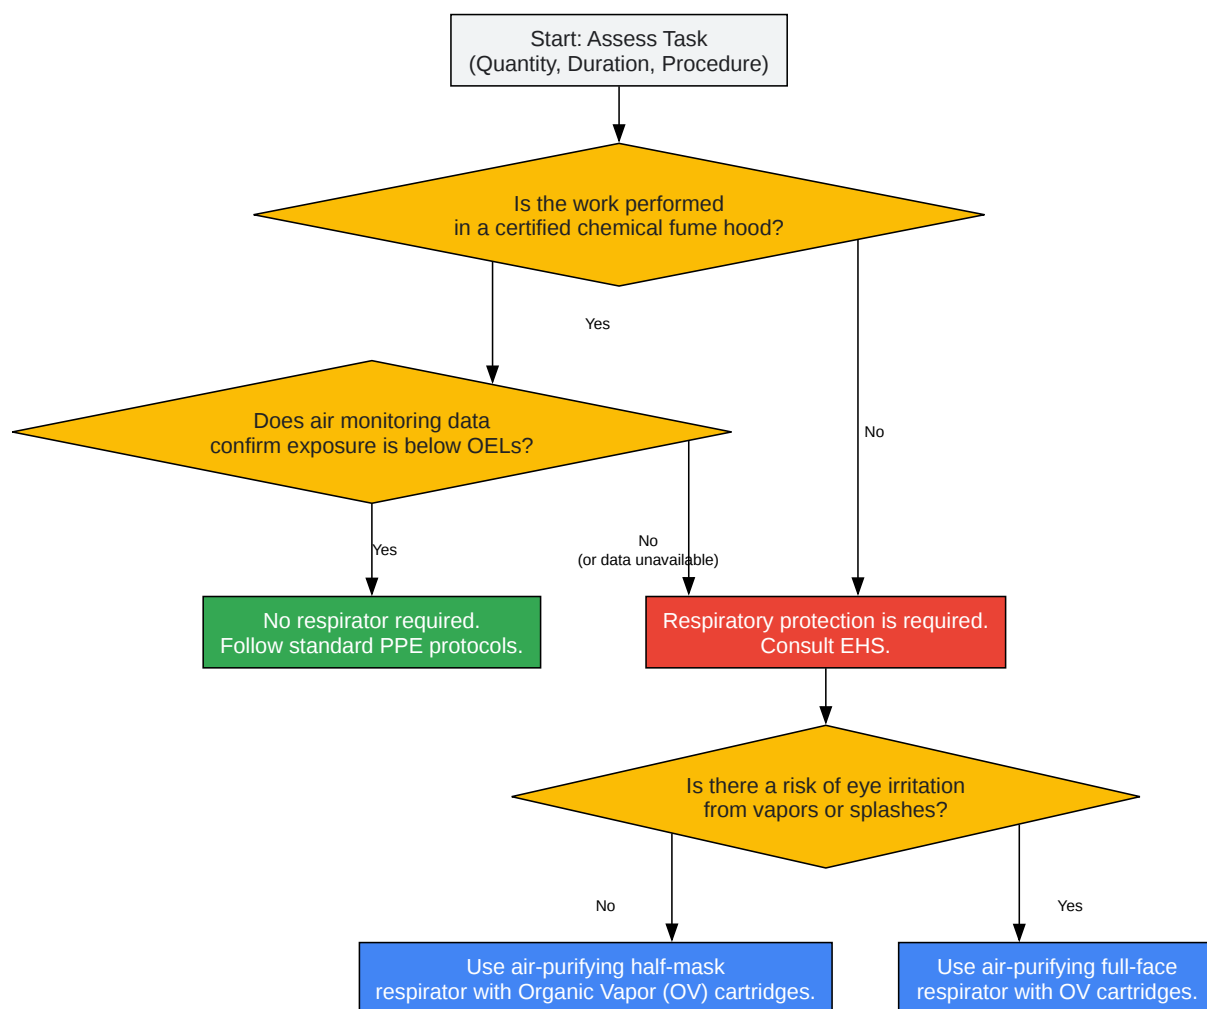 Start: Assess Task
(Quantity, Duration, Procedure)
Is the work performed
in a certified chemical fume hood?
Yes
Does air monitoring data
confirm exposure is below OELs?
No
Yes
No
(or data unavailable)
No respirator required.
Follow standard PPE protocols.
Respiratory protection is required.
Consult EHS.
Is there a risk of eye irritation
from vapors or splashes?
No
Yes
Use air-purifying half-mask
respirator with Organic Vapor (OV) cartridges.
Use air-purifying full-face
respirator with OV cartridges.